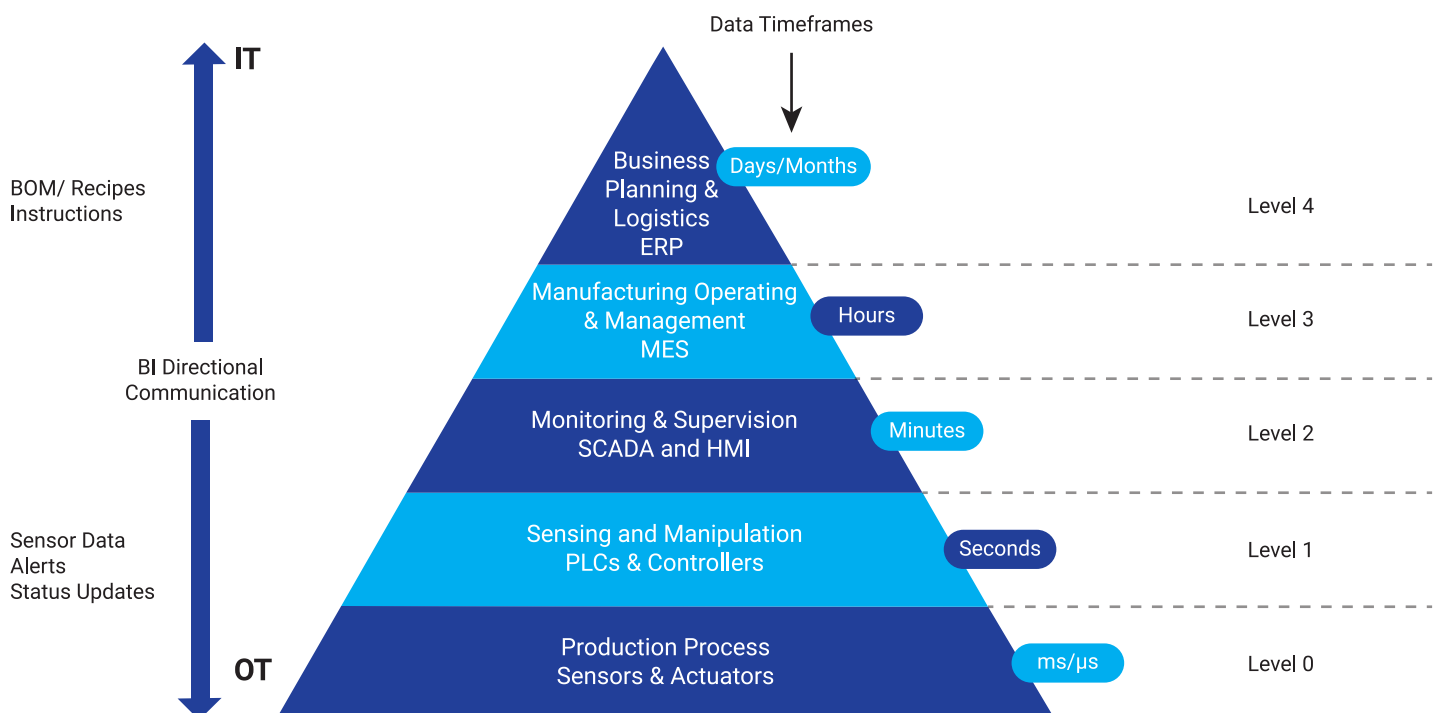 Data Timeframes
IT
BOM/ Recipes
Instructions
Business
Planning &
Logistics
ERP
Days/Months
Level 4
Manufacturing Operating
& Management
MES
Hours
Level 3
BI Directional
Communication
Monitoring & Supervision
SCADA and HMI
Minutes
Level 2
Sensor Data
Alerts
Status Updates
Sensing and Manipulation
PLCs & Controllers
Seconds
Level 1
OT
Production Process
Sensors & Actuators
ms/µs
Level 0